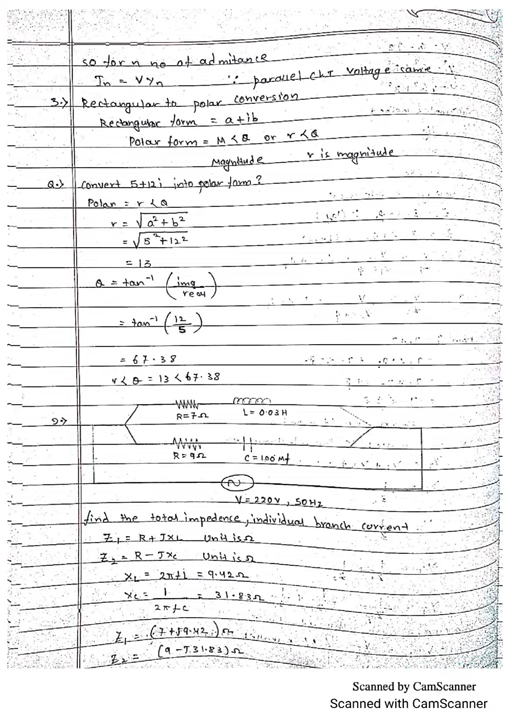 so for n no of admitance
In = VYn ∵ parallel ckt voltage same
3.→ Rectangular to polar conversion
Rectangular form = a+ib
Polar form = M<θ or r<θ
Magnitude r is magnitude
Q.→ Convert 5+12i into polar form?
Polar = r<θ
r = √a²+b²
= √5²+12²
= 13
θ = tan⁻¹ (img/real)
= tan⁻¹ (12/5)
= 67.38
r<θ = 13<67.38
R=7Ω L=0.03H
R=9Ω C=100Mf
V=220V, 50Hz
find the total impedence, individual branch current
Z₁ = R+JXL Unit is Ω
Z₂ = R-JXc Unit is Ω
XL = 2πfL = 9.42Ω
Xc = 1/2πfC = 31.83Ω
Z₁ = (7+J9.42)Ω
Z₂ = (9-J31.83)Ω
Scanned by CamScanner
Scanned with CamScanner